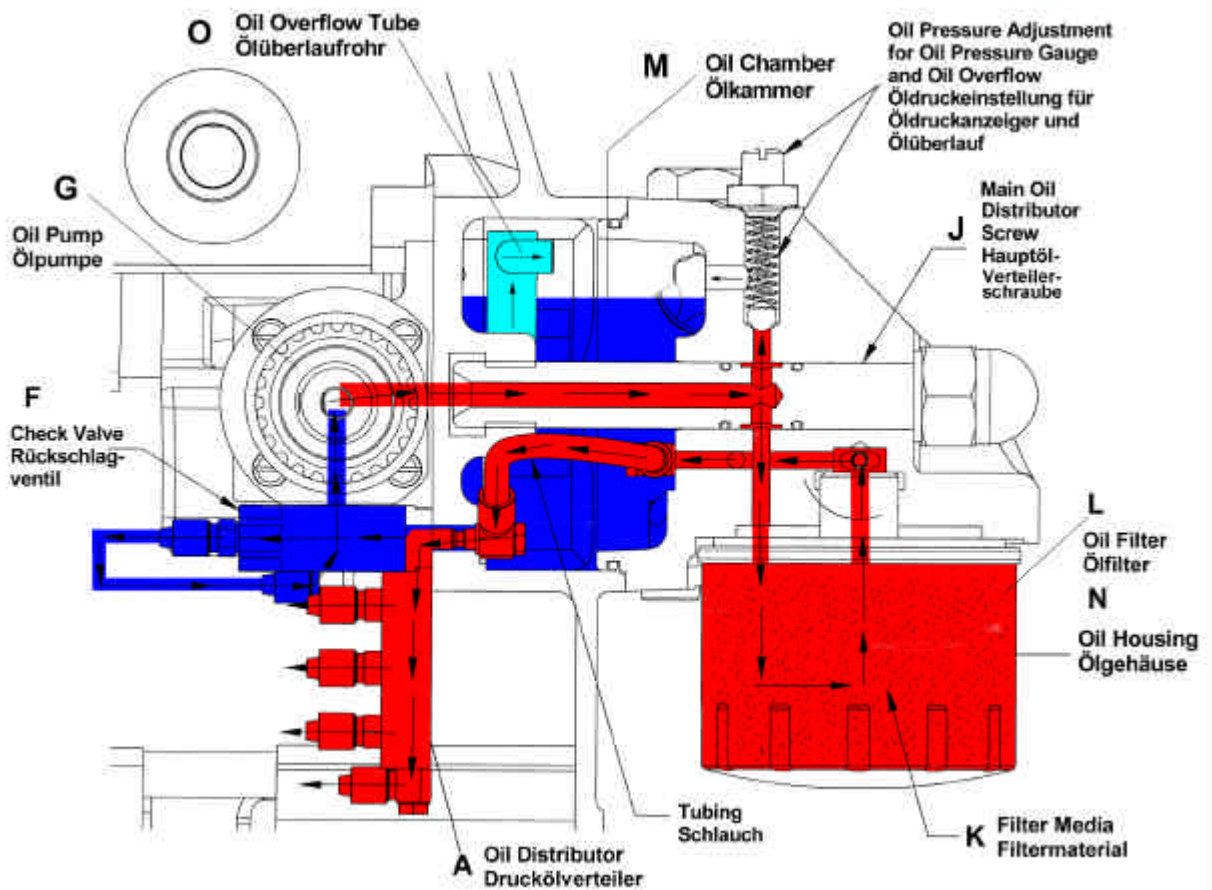 O
Oil Overflow Tube
Ölüberlaufrohr
M
Oil Chamber
Ölkammer
Oil Pressure Adjustment
for Oil Pressure Gauge
and Oil Overflow
Öldruckeinstellung für
Öldruckanzeiger und
Ölüberlauf
G
Oil Pump
Ölpumpe
J
Main Oil
Distributor
Screw
Hauptöl-
Verteiler-
schraube
F
Check Valve
Rückschlag-
ventil
L
Oil Filter
Ölfilter
N
Oil Housing
Ölgehäuse
Tubing
Schlauch
K
Filter Media
Filtermaterial
A
Oil Distributor
Druckölverteiler